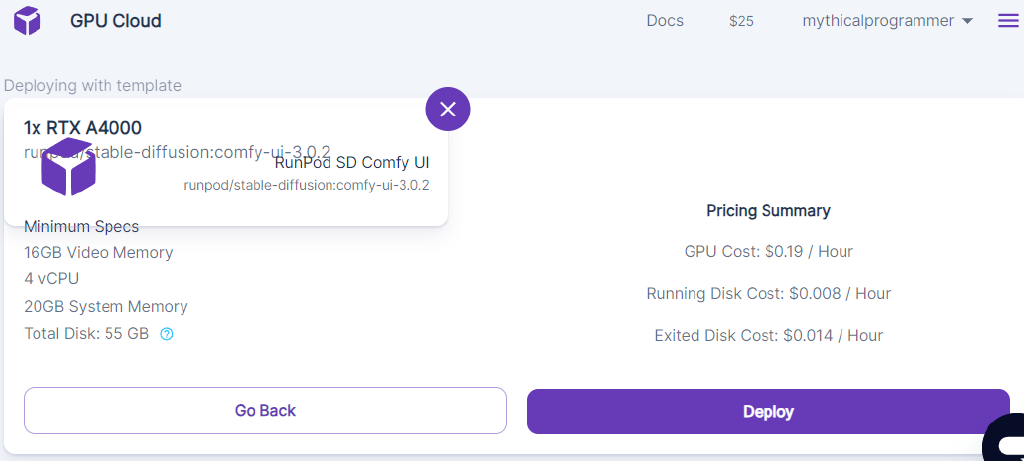 GPU Cloud
Docs
$25
mythicalprogrammer
Deploying with template
1x RTX A4000
runpod/stable-diffusion:comfy-ui-3.0.2
RunPod SD Comfy UI
runpod/stable-diffusion:comfy-ui-3.0.2
Minimum Specs
16GB Video Memory
4 vCPU
20GB System Memory
Total Disk: 55 GB
Pricing Summary
GPU Cost: $0.19 / Hour
Running Disk Cost: $0.008 / Hour
Exited Disk Cost: $0.014 / Hour
Go Back
Deploy